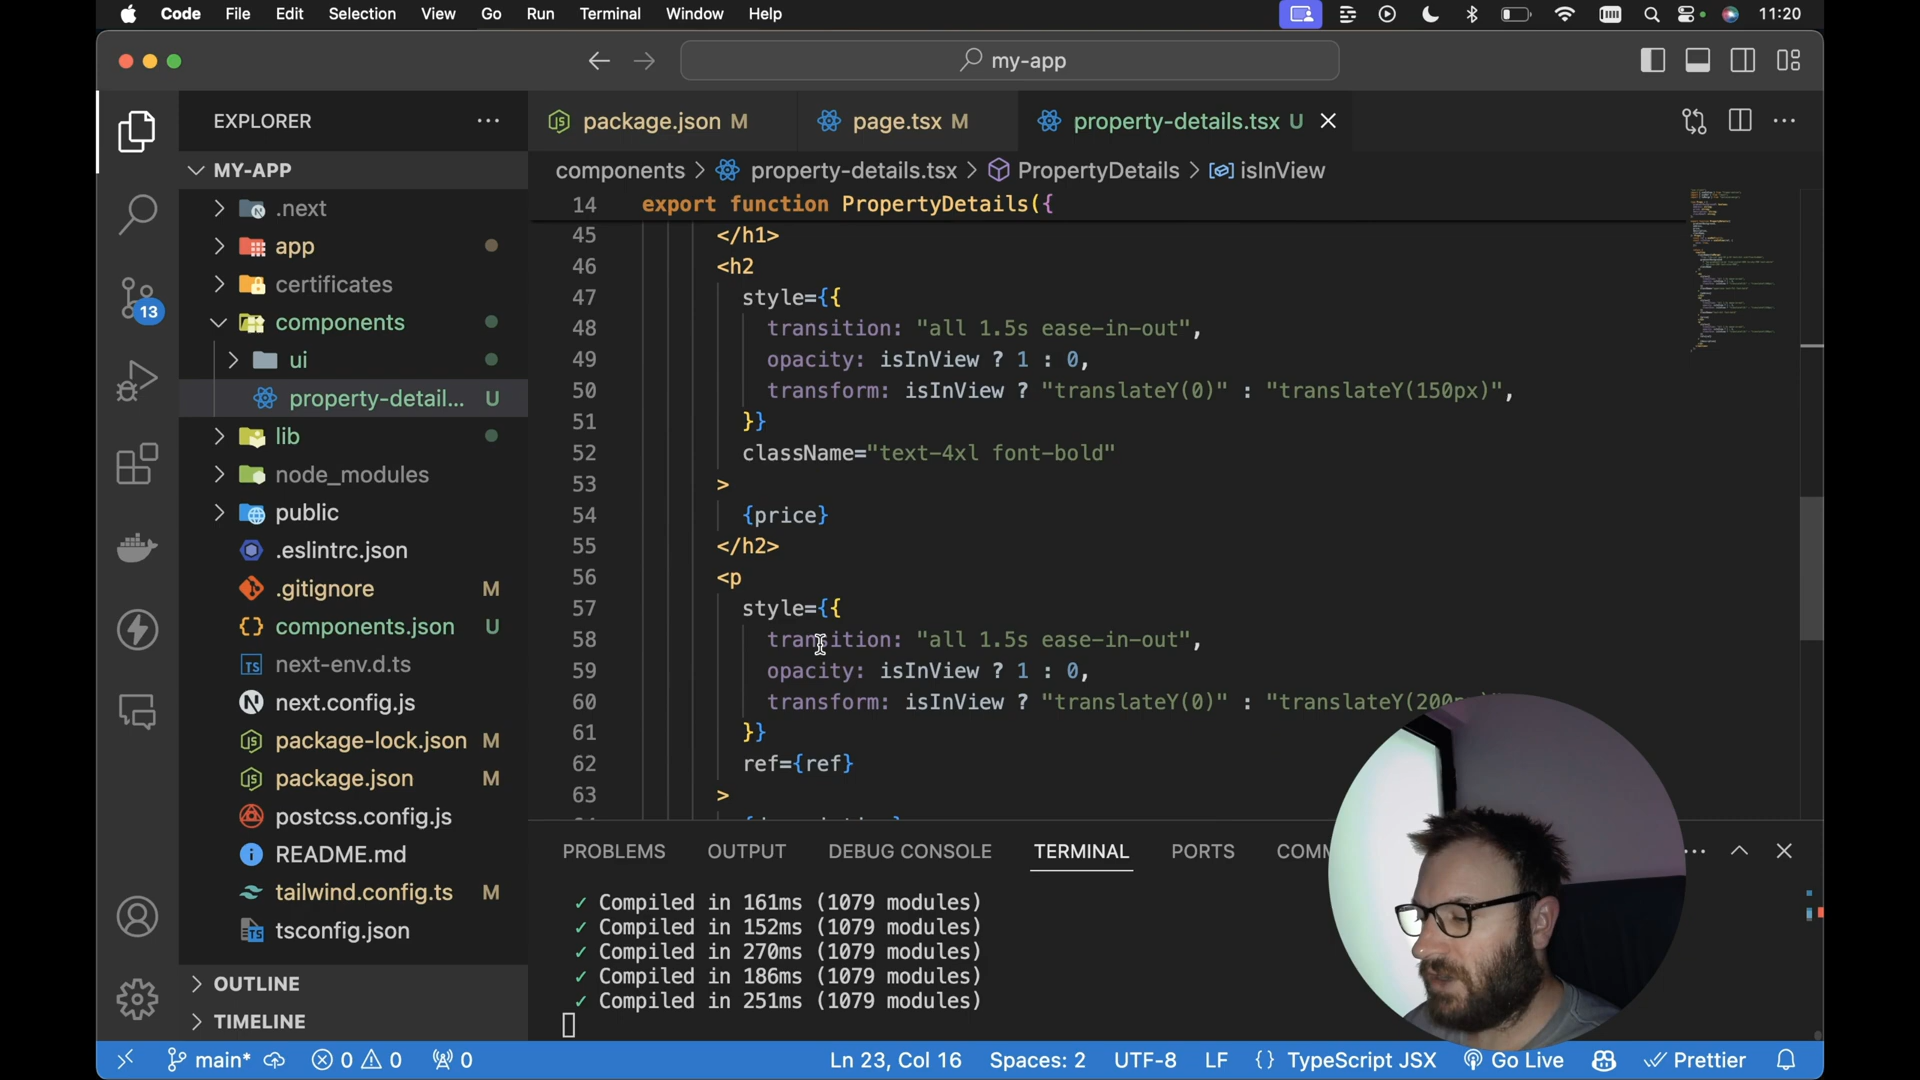 Code File Edit Selection View Go Run Terminal Window Help 11:20
my-app
EXPLORER
package.json M
page.tsx M
property-details.tsx U
MY-APP
components > property-details.tsx > PropertyDetails > isInView
.next
app
certificates
components
ui
property-detail... U
lib
node_modules
public
.eslintrc.json
.gitignore M
components.json U
TS next-env.d.ts
next.config.js
package-lock.json M
package.json M
postcss.config.js
README.md
tailwind.config.ts M
tsconfig.json
OUTLINE
TIMELINE
13
14 export function PropertyDetails({
45 </h1>
46 <h2
47 style={{
48 transition: "all 1.5s ease-in-out",
49 opacity: isInView ? 1 : 0,
50 transform: isInView ? "translateY(0)" : "translateY(150px)",
51 }}
52 className="text-4xl font-bold"
53 >
54 {price}
55 </h2>
56 <p
57 style={{
58 transition: "all 1.5s ease-in-out",
59 opacity: isInView ? 1 : 0,
60 transform: isInView ? "translateY(0)" : "translateY(200
61 }}
62 ref={ref}
63 >
PROBLEMS OUTPUT DEBUG CONSOLE TERMINAL PORTS COMM
✓ Compiled in 161ms (1079 modules)
✓ Compiled in 152ms (1079 modules)
✓ Compiled in 270ms (1079 modules)
✓ Compiled in 186ms (1079 modules)
✓ Compiled in 251ms (1079 modules)
main* 0 0 0 Ln 23, Col 16 Spaces: 2 UTF-8 LF {} TypeScript JSX Go Live Prettier